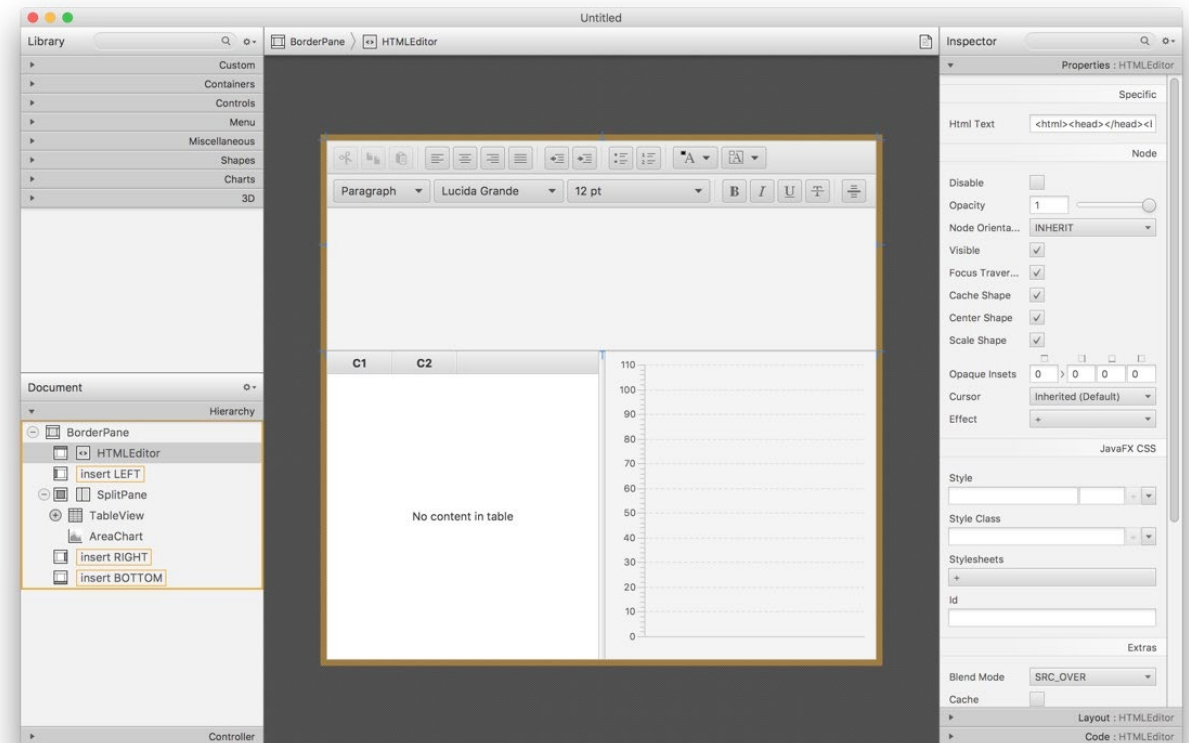 Untitled
Library
Custom
Containers
Controls
Menu
Miscellaneous
Shapes
Charts
3D
Document
Hierarchy
BorderPane
HTMLEditor
insert LEFT
SplitPane
TableView
AreaChart
insert RIGHT
insert BOTTOM
Controller
BorderPane HTMLEditor
A A
Paragraph Lucida Grande 12 pt B I U T
C1 C2
No content in table
110
100
90
80
70
60
50
40
30
20
10
0
Inspector
Properties : HTMLEditor
Specific
Html Text <html><head></head><l
Node
Disable
Opacity 1
Node Orienta... INHERIT
Visible
Focus Traver...
Cache Shape
Center Shape
Scale Shape
Opaque Insets 0 0 0 0
Cursor Inherited (Default)
Effect +
JavaFX CSS
Style
Style Class
Stylesheets
+
Id
Extras
Blend Mode SRC_OVER
Cache
Layout : HTMLEditor
Code : HTMLEditor